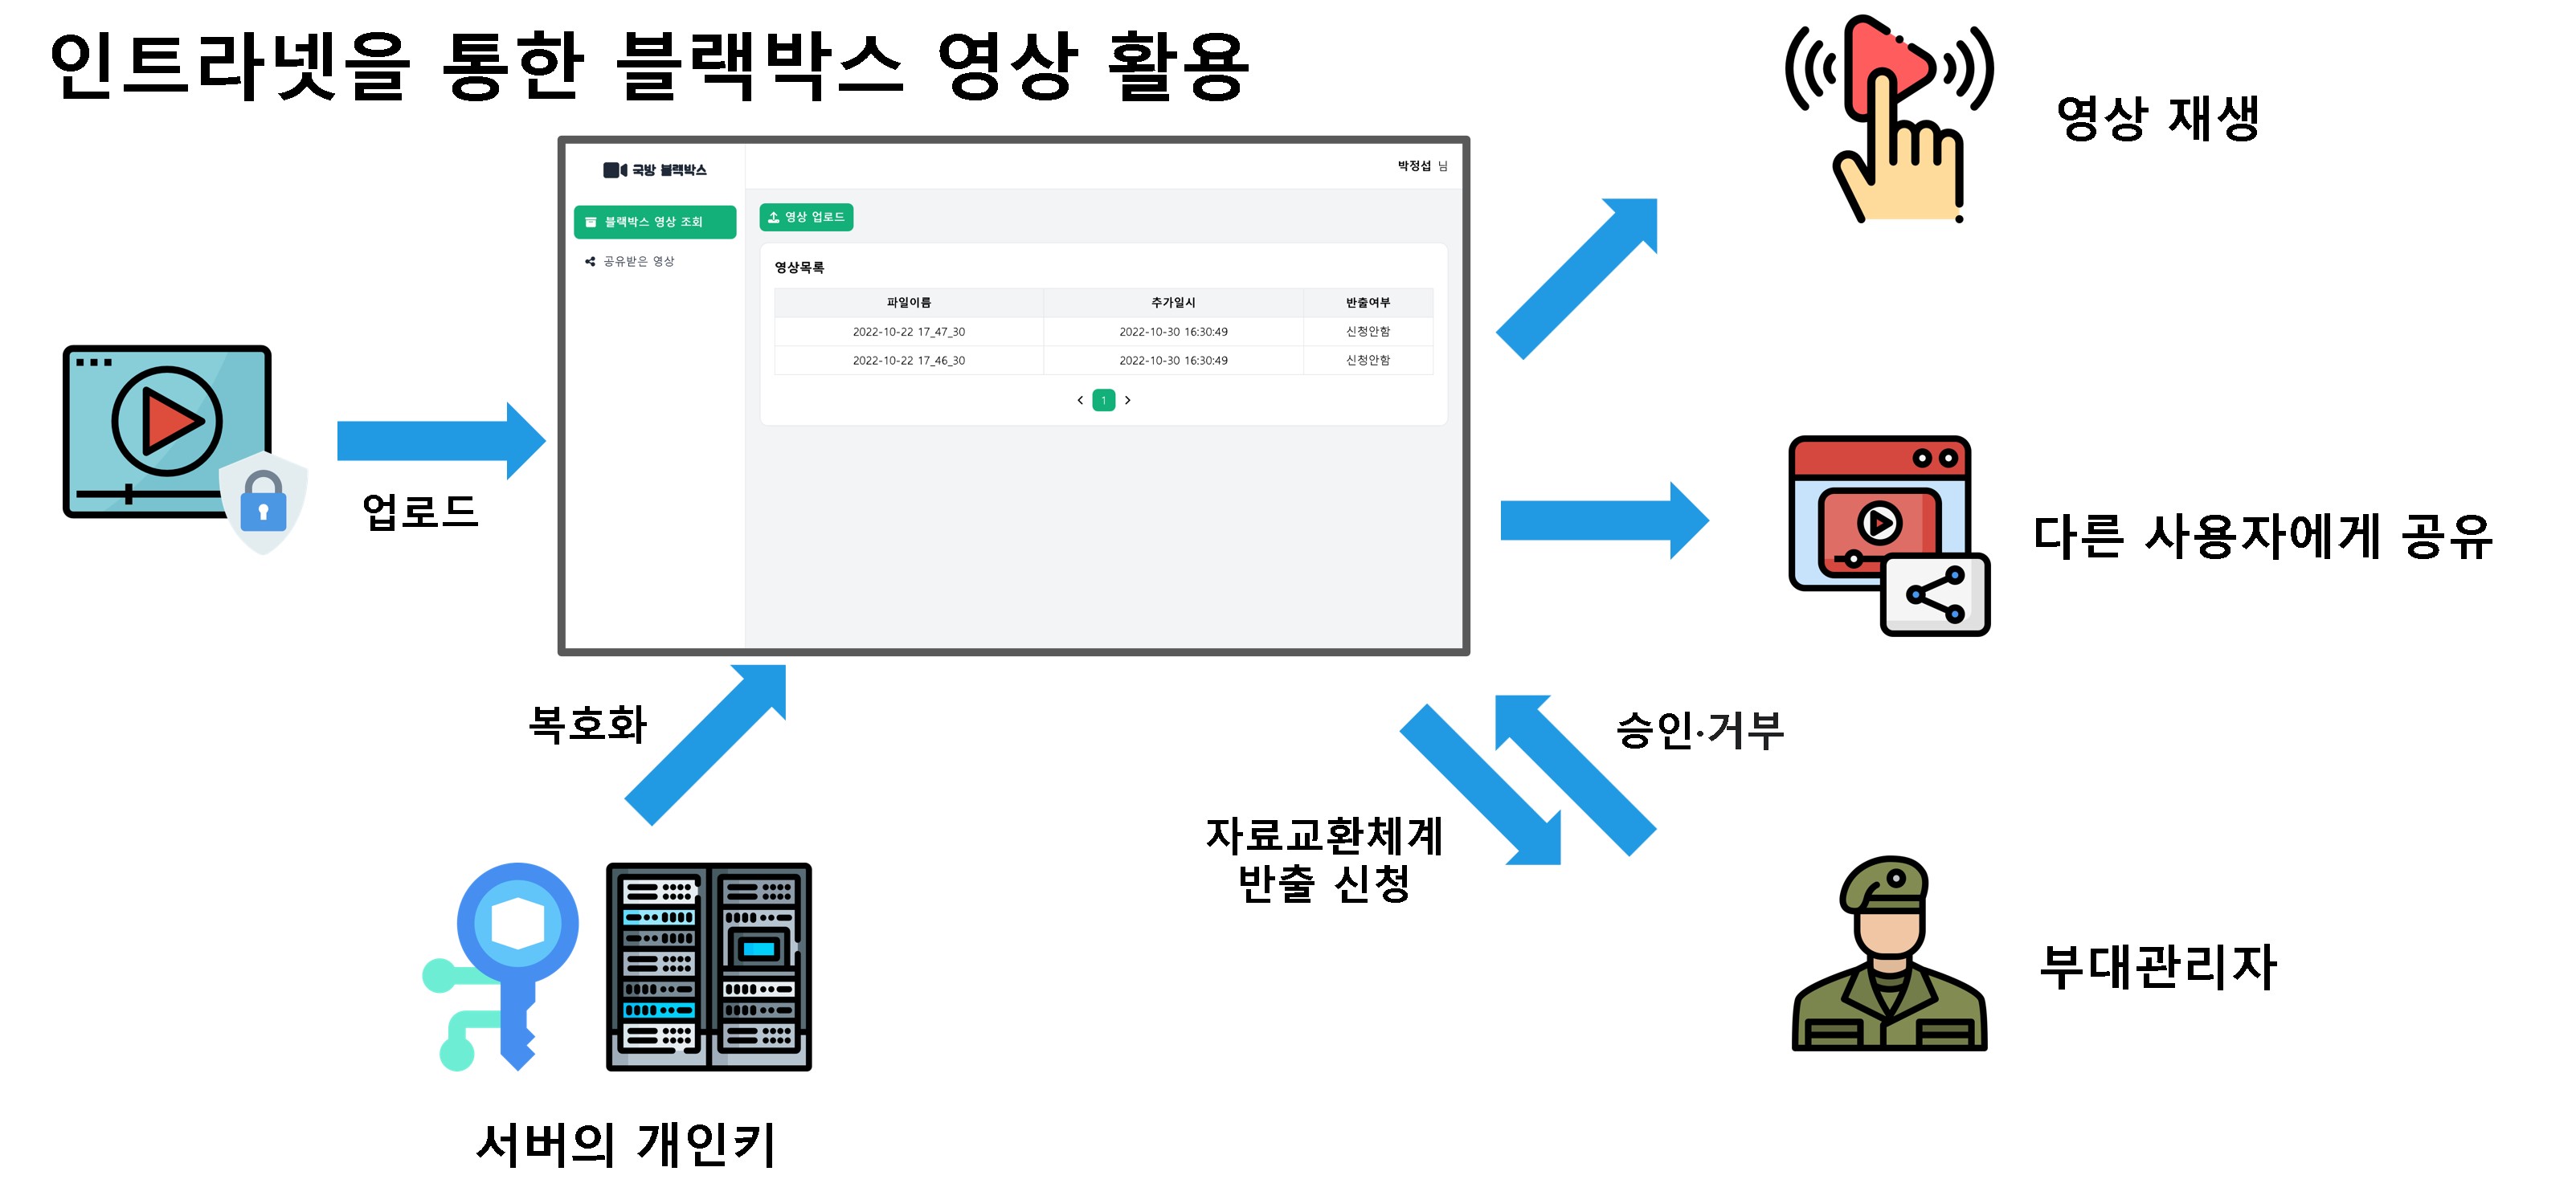 인트라넷을 통한 블랙박스 영상 활용
영상 재생
국방 블랙박스
박정섭 님
블랙박스 영상 조회
영상 업로드
공유받은 영상
영상목록
파일이름 추가일시 반출여부
2022-10-22 17_47_30 2022-10-30 16:30:49 신청안함
2022-10-22 17_46_30 2022-10-30 16:30:49 신청안함
1
업로드
다른 사용자에게 공유
복호화
승인·거부
자료교환체계
반출 신청
부대관리자
서버의 개인키